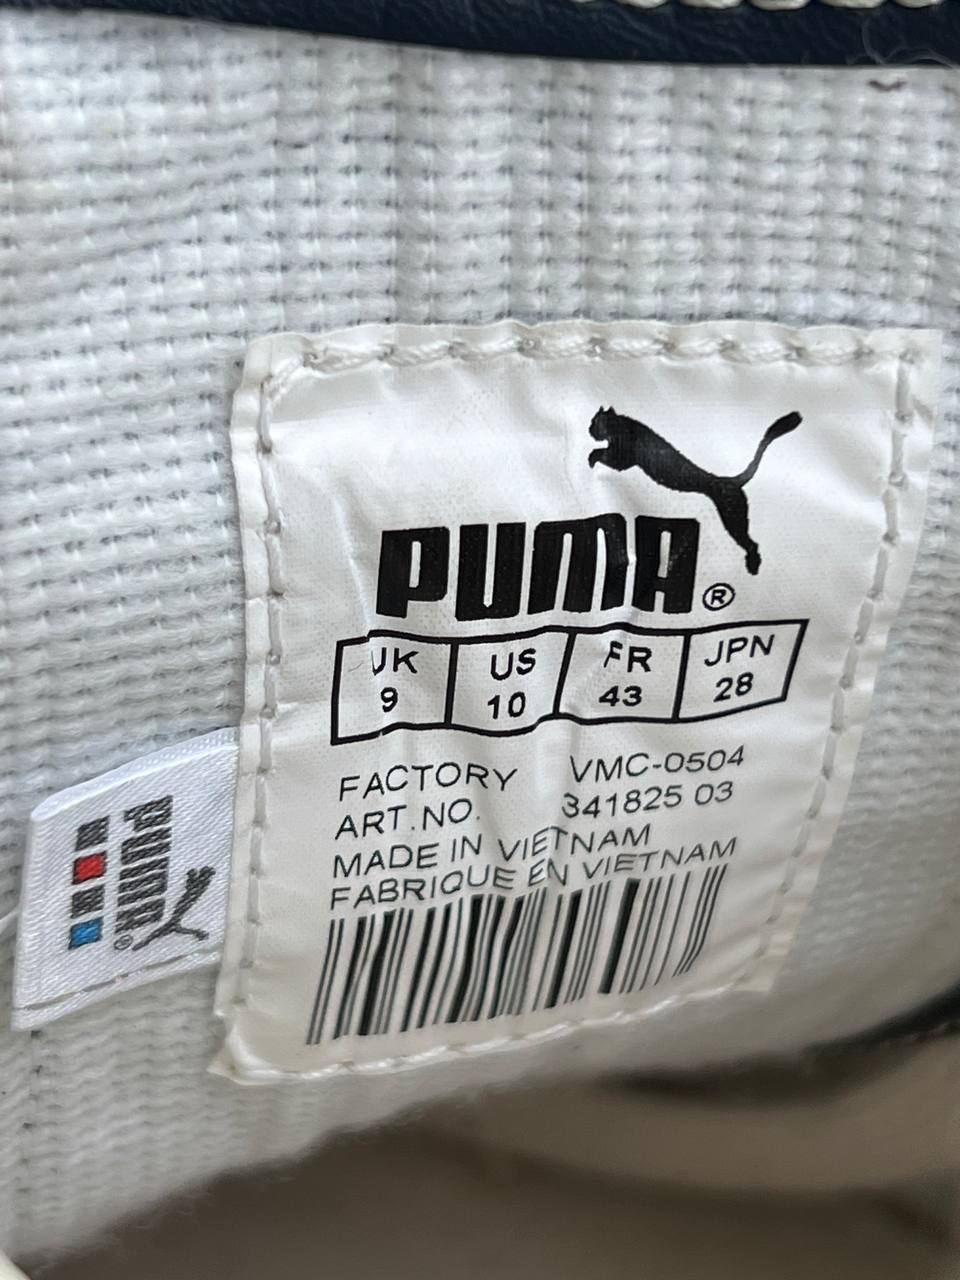 PUMA®
UK US FR JPN
9 10 43 28
FACTORY VMC-0504
ART.NO. 341825 03
MADE IN VIETNAM
FABRIQUE EN VIETNAM
PUMA®